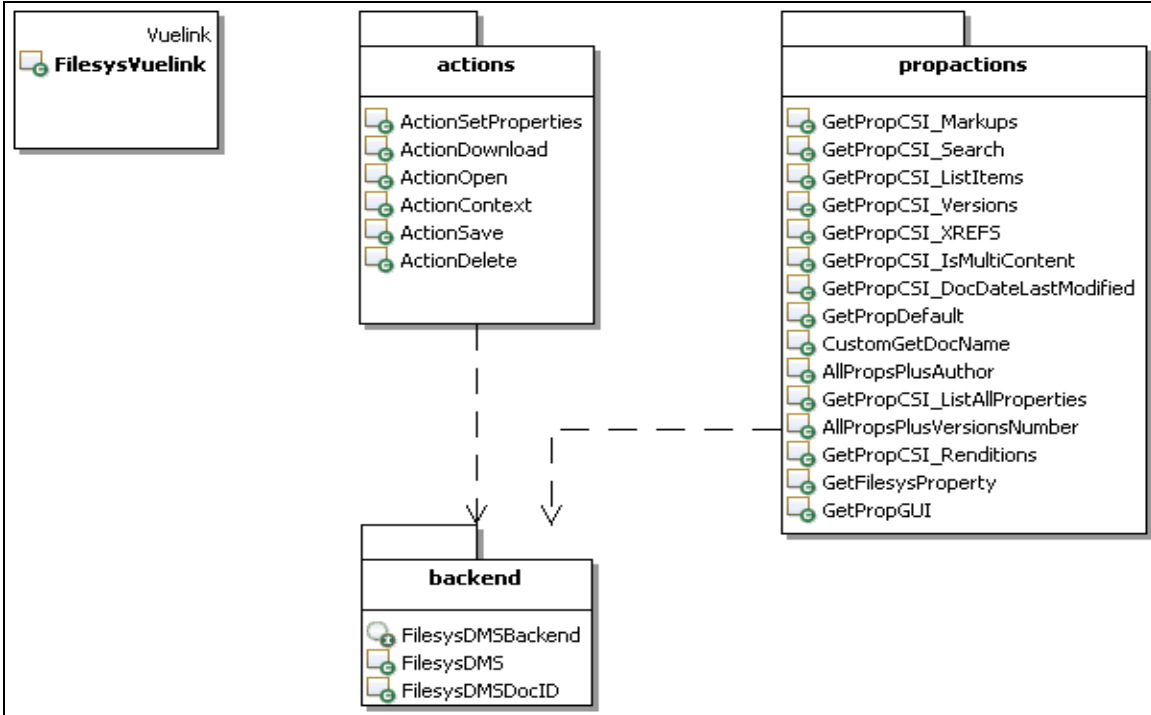 Vuelink
FilesysVuelink
actions
ActionSetProperties
ActionDownload
ActionOpen
ActionContext
ActionSave
ActionDelete
propactions
GetPropCSI_Markups
GetPropCSI_Search
GetPropCSI_ListItems
GetPropCSI_Versions
GetPropCSI_XREFS
GetPropCSI_IsMultiContent
GetPropCSI_DocDateLastModified
GetPropDefault
CustomGetDocName
AllPropsPlusAuthor
GetPropCSI_ListAllProperties
AllPropsPlusVersionsNumber
GetPropCSI_Renditions
GetFilesysProperty
GetPropGUI
backend
FilesysDMSBackend
FilesysDMS
FilesysDMSDocID